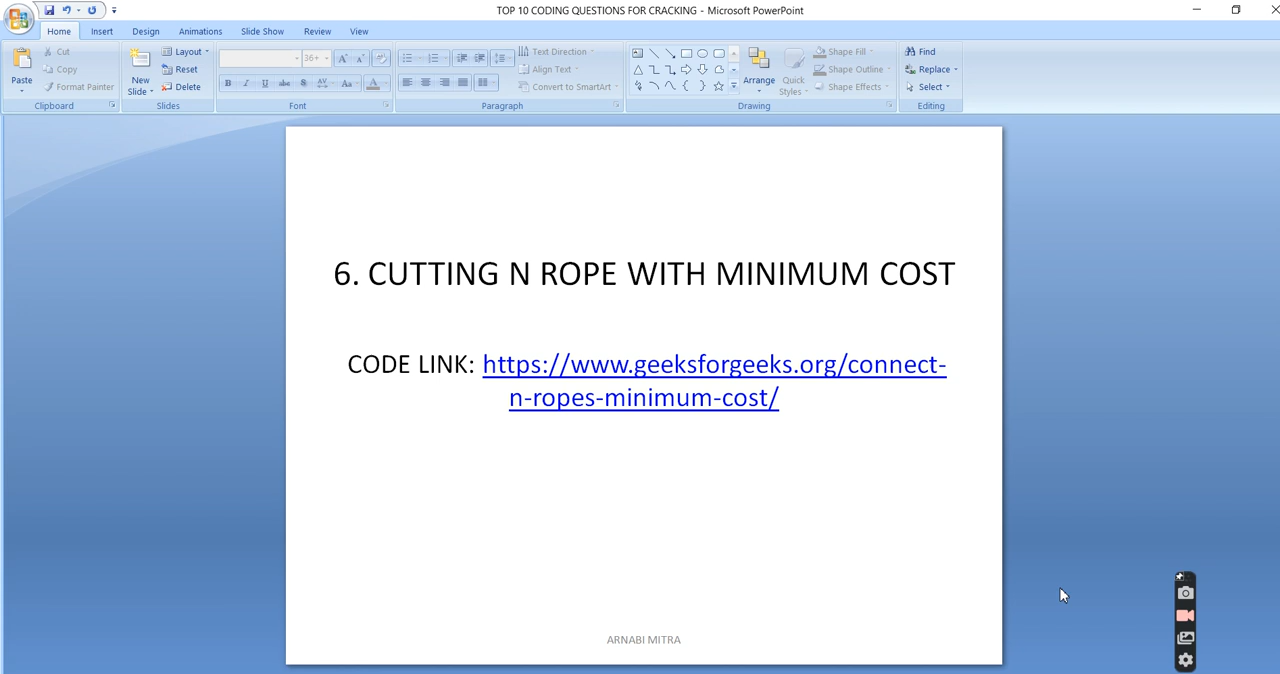 TOP 10 CODING QUESTIONS FOR CRACKING - Microsoft PowerPoint
Home Insert Design Animations Slide Show Review View
Paste
Cut
Copy
Format Painter
Clipboard
New Slide
Layout
Reset
Delete
Slides
36
B I U abc S AV Aa A
Font
Text Direction
Align Text
Convert to SmartArt
Paragraph
Arrange
Quick Styles
Shape Fill
Shape Outline
Shape Effects
Drawing
Find
Replace
Select
Editing
6. CUTTING N ROPE WITH MINIMUM COST
CODE LINK: https://www.geeksforgeeks.org/connect-
n-ropes-minimum-cost/
ARNABI MITRA